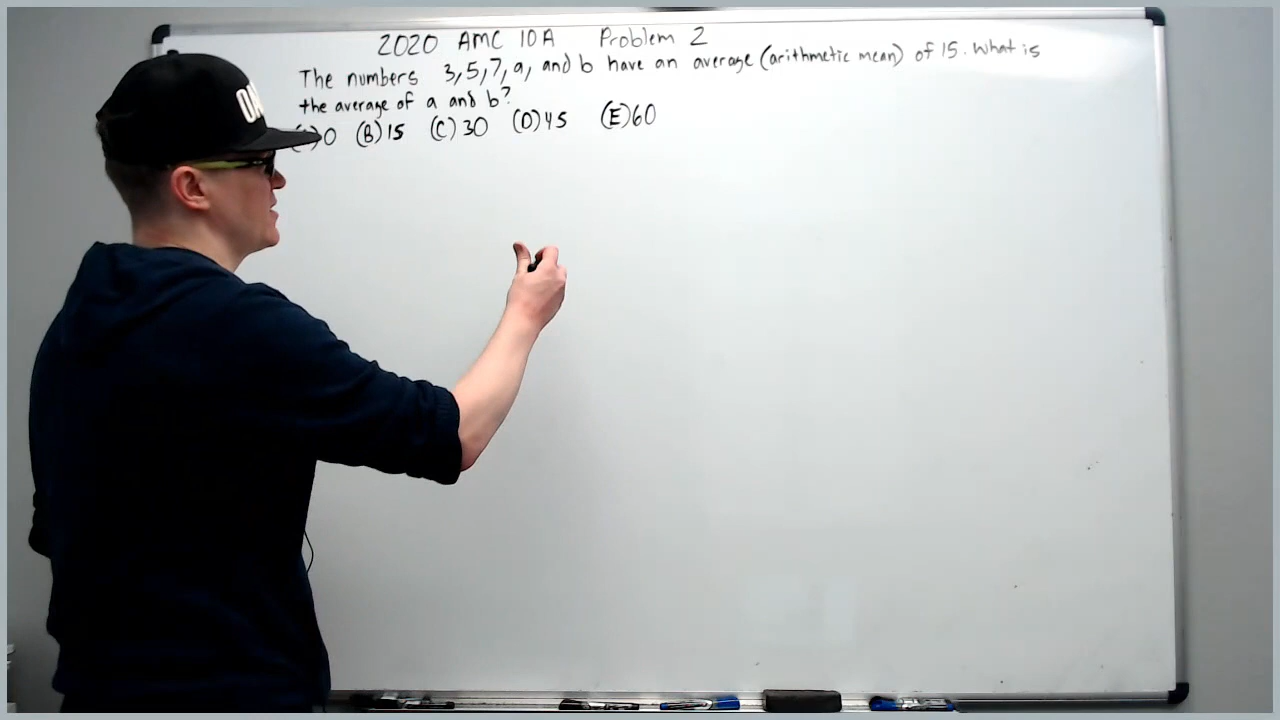 2020 AMC 10A Problem 2
The numbers 3, 5, 7, a, and b have an average (arithmetic mean) of 15. What is
the average of a and b?
)0 (B) 15 (C) 30 (D) 45 (E) 60